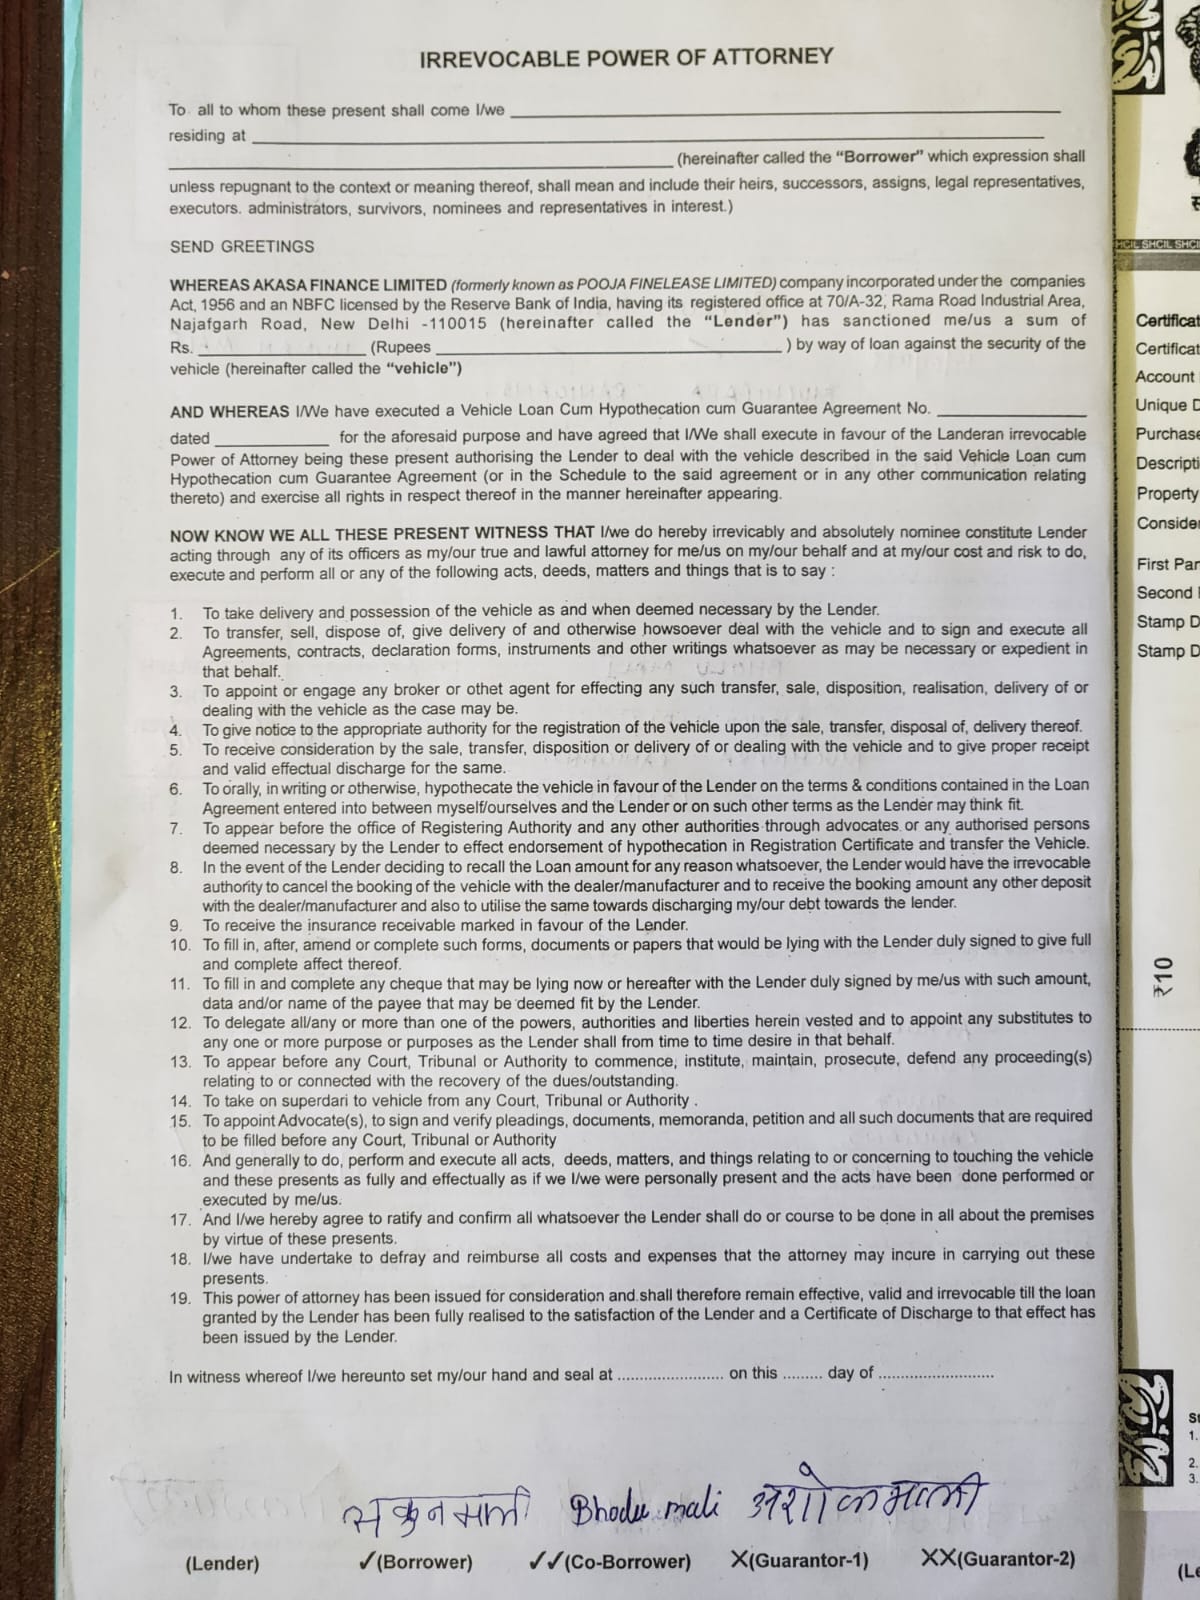 IRREVOCABLE POWER OF ATTORNEY
To all to whom these present shall come I/we
residing at
(hereinafter called the “Borrower” which expression shall
unless repugnant to the context or meaning thereof, shall mean and include their heirs, successors, assigns, legal representatives,
executors. administrators, survivors, nominees and representatives in interest.)
SEND GREETINGS
WHEREAS AKASA FINANCE LIMITED (formerly known as POOJA FINELEASE LIMITED) company incorporated under the companies
Act, 1956 and an NBFC licensed by the Reserve Bank of India, having its registered office at 70/A-32, Rama Road Industrial Area,
Najafgarh Road, New Delhi -110015 (hereinafter called the “Lender”) has sanctioned me/us a sum of
Rs. (Rupees ) by way of loan against the security of the
vehicle (hereinafter called the “vehicle”)
AND WHEREAS I/We have executed a Vehicle Loan Cum Hypothecation cum Guarantee Agreement No.
dated for the aforesaid purpose and have agreed that I/We shall execute in favour of the Landeran irrevocable
Power of Attorney being these present authorising the Lender to deal with the vehicle described in the said Vehicle Loan cum
Hypothecation cum Guarantee Agreement (or in the Schedule to the said agreement or in any other communication relating
thereto) and exercise all rights in respect thereof in the manner hereinafter appearing.
NOW KNOW WE ALL THESE PRESENT WITNESS THAT I/we do hereby irrevicably and absolutely nominee constitute Lender
acting through any of its officers as my/our true and lawful attorney for me/us on my/our behalf and at my/our cost and risk to do,
execute and perform all or any of the following acts, deeds, matters and things that is to say :
1. To take delivery and possession of the vehicle as and when deemed necessary by the Lender.
2. To transfer, sell, dispose of, give delivery of and otherwise howsoever deal with the vehicle and to sign and execute all
Agreements, contracts, declaration forms, instruments and other writings whatsoever as may be necessary or expedient in
that behalf.
3. To appoint or engage any broker or othet agent for effecting any such transfer, sale, disposition, realisation, delivery of or
dealing with the vehicle as the case may be.
4. To give notice to the appropriate authority for the registration of the Vehicle upon the sale, transfer, disposal of, delivery thereof.
5. To receive consideration by the sale, transfer, disposition or delivery of or dealing with the vehicle and to give proper receipt
and valid effectual discharge for the same.
6. To orally, in writing or otherwise, hypothecate the vehicle in favour of the Lender on the terms & conditions contained in the Loan
Agreement entered into between myself/ourselves and the Lender or on such other terms as the Lender may think fit.
7. To appear before the office of Registering Authority and any other authorities through advocates or any authorised persons
deemed necessary by the Lender to effect endorsement of hypothecation in Registration Certificate and transfer the Vehicle.
8. In the event of the Lender deciding to recall the Loan amount for any reason whatsoever, the Lender would have the irrevocable
authority to cancel the booking of the vehicle with the dealer/manufacturer and to receive the booking amount any other deposit
with the dealer/manufacturer and also to utilise the same towards discharging my/our debt towards the lender.
9. To receive the insurance receivable marked in favour of the Lender.
10. To fill in, after, amend or complete such forms, documents or papers that would be lying with the Lender duly signed to give full
and complete affect thereof.
11. To fill in and complete any cheque that may be lying now or hereafter with the Lender duly signed by me/us with such amount,
data and/or name of the payee that may be deemed fit by the Lender.
12. To delegate all/any or more than one of the powers, authorities and liberties herein vested and to appoint any substitutes to
any one or more purpose or purposes as the Lender shall from time to time desire in that behalf.
13. To appear before any Court, Tribunal or Authority to commence, institute, maintain, prosecute, defend any proceeding(s)
relating to or connected with the recovery of the dues/outstanding.
14. To take on superdari to vehicle from any Court, Tribunal or Authority .
15. To appoint Advocate(s), to sign and verify pleadings, documents, memoranda, petition and all such documents that are required
to be filled before any Court, Tribunal or Authority
16. And generally to do, perform and execute all acts, deeds, matters, and things relating to or concerning to touching the vehicle
and these presents as fully and effectually as if we I/we were personally present and the acts have been done performed or
executed by me/us.
17. And I/we hereby agree to ratify and confirm all whatsoever the Lender shall do or course to be done in all about the premises
by virtue of these presents.
18. I/we have undertake to defray and reimburse all costs and expenses that the attorney may incure in carrying out these
presents.
19. This power of attorney has been issued for consideration and shall therefore remain effective, valid and irrevocable till the loan
granted by the Lender has been fully realised to the satisfaction of the Lender and a Certificate of Discharge to that effect has
been issued by the Lender.
In witness whereof I/we hereunto set my/our hand and seal at ........................ on this ......... day of ..........................
सकुन माली Bhodu mali अशोक माली
(Lender) ✓(Borrower) ✓✓(Co-Borrower) X(Guarantor-1) XX(Guarantor-2)
SHCIL SHCI
Certificat
Certificat
Account
Unique D
Purchase
Descripti
Property
Consider
First Par
Second
Stamp D
Stamp D
₹10
1.
2.
3.
(Le